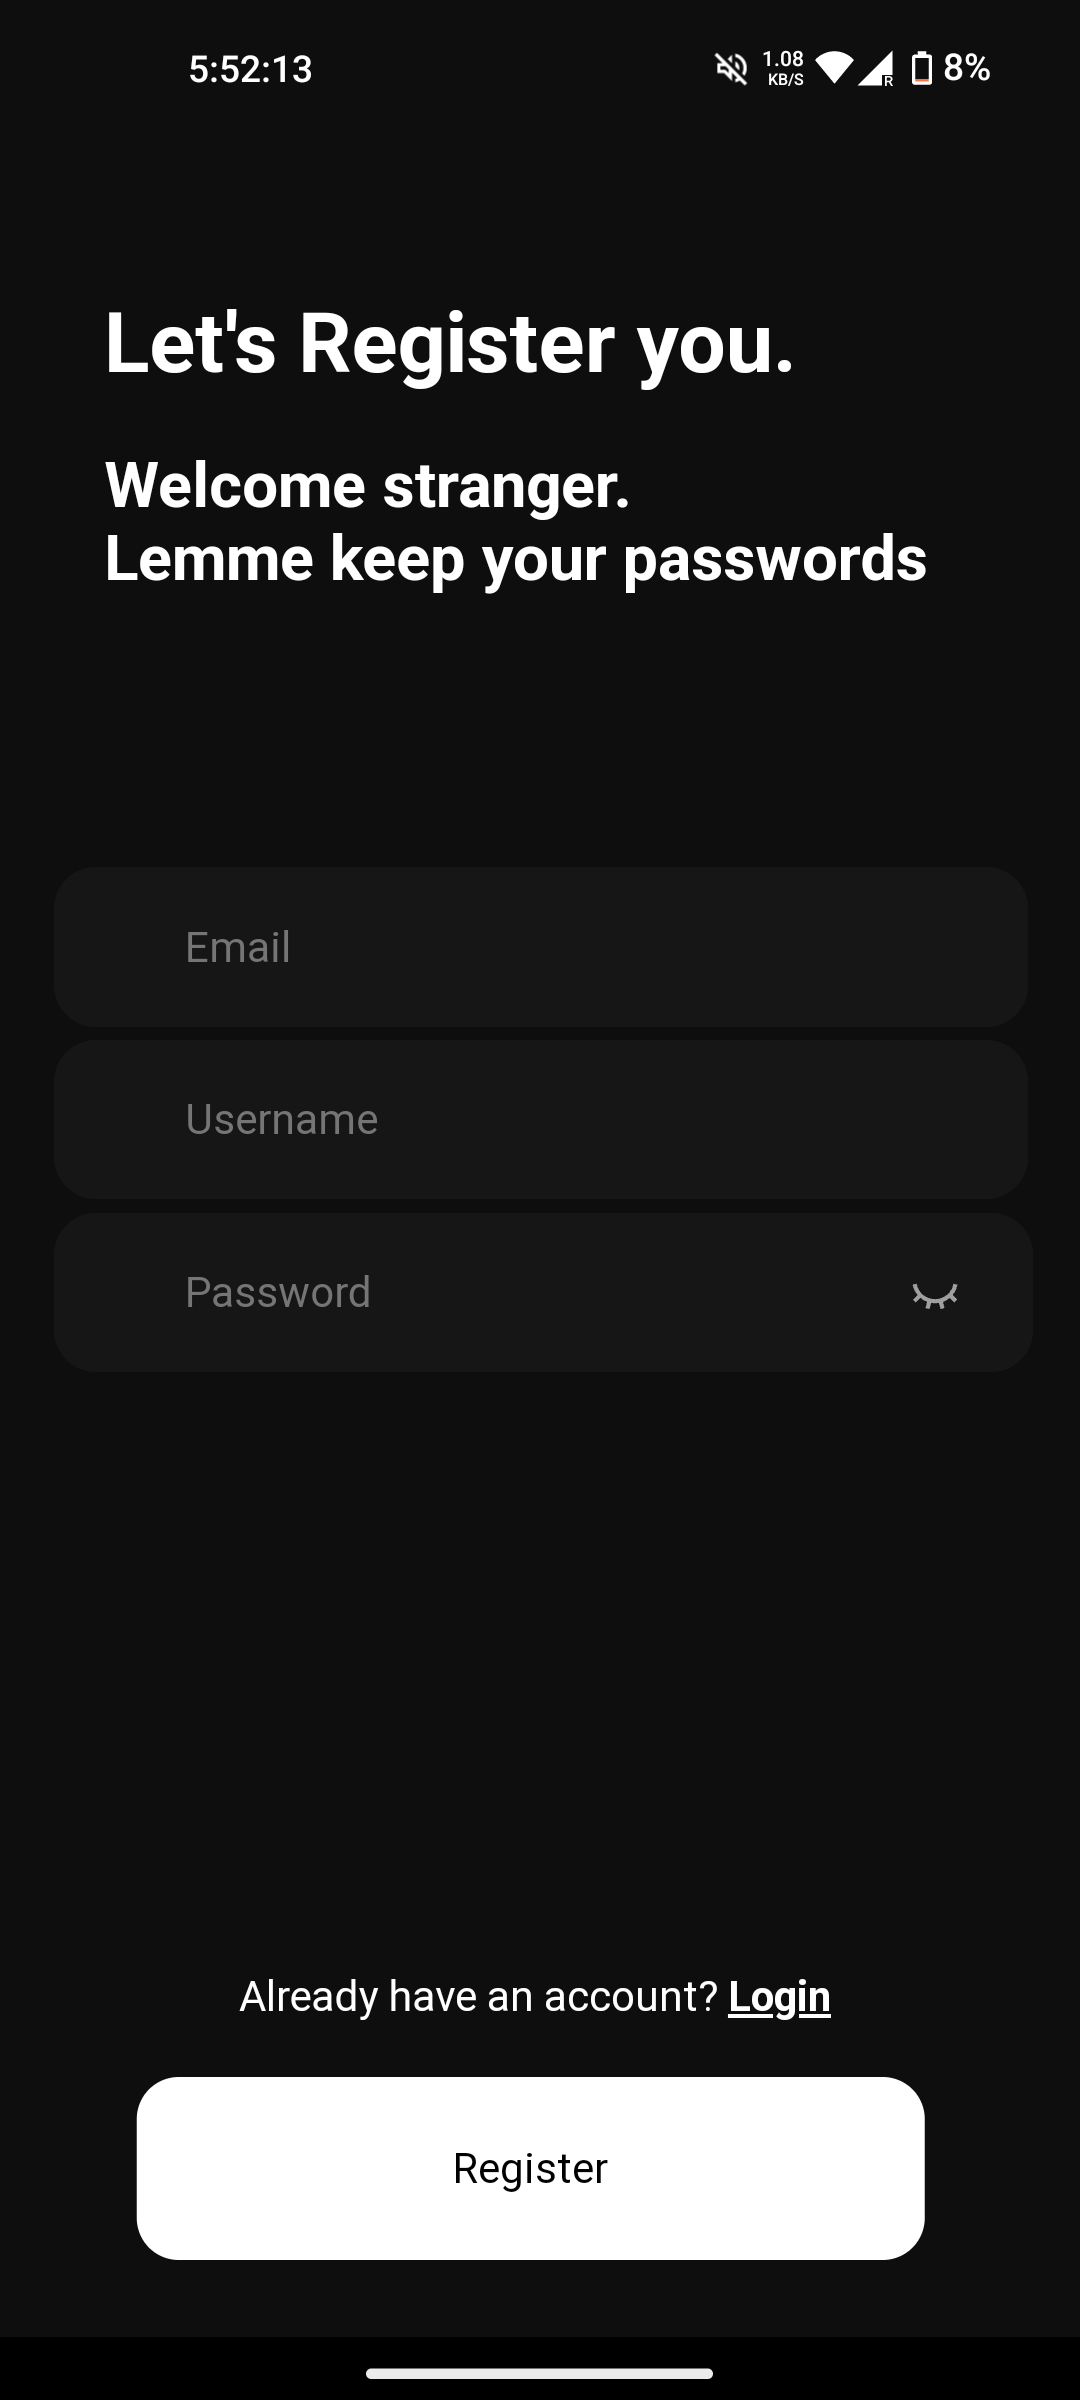 5:52:13
1.08
KB/S
R
8%
Let's Register you.
Welcome stranger.
Lemme keep your passwords
Email
Username
Password
Already have an account? Login
Register